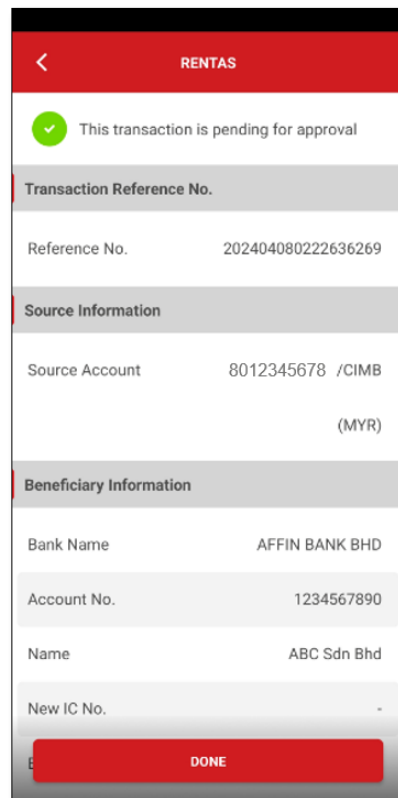 RENTAS
This transaction is pending for approval
Transaction Reference No.
Reference No. 202404080222636269
Source Information
Source Account 8012345678 /CIMB
(MYR)
Beneficiary Information
Bank Name AFFIN BANK BHD
Account No. 1234567890
Name ABC Sdn Bhd
New IC No. -
DONE